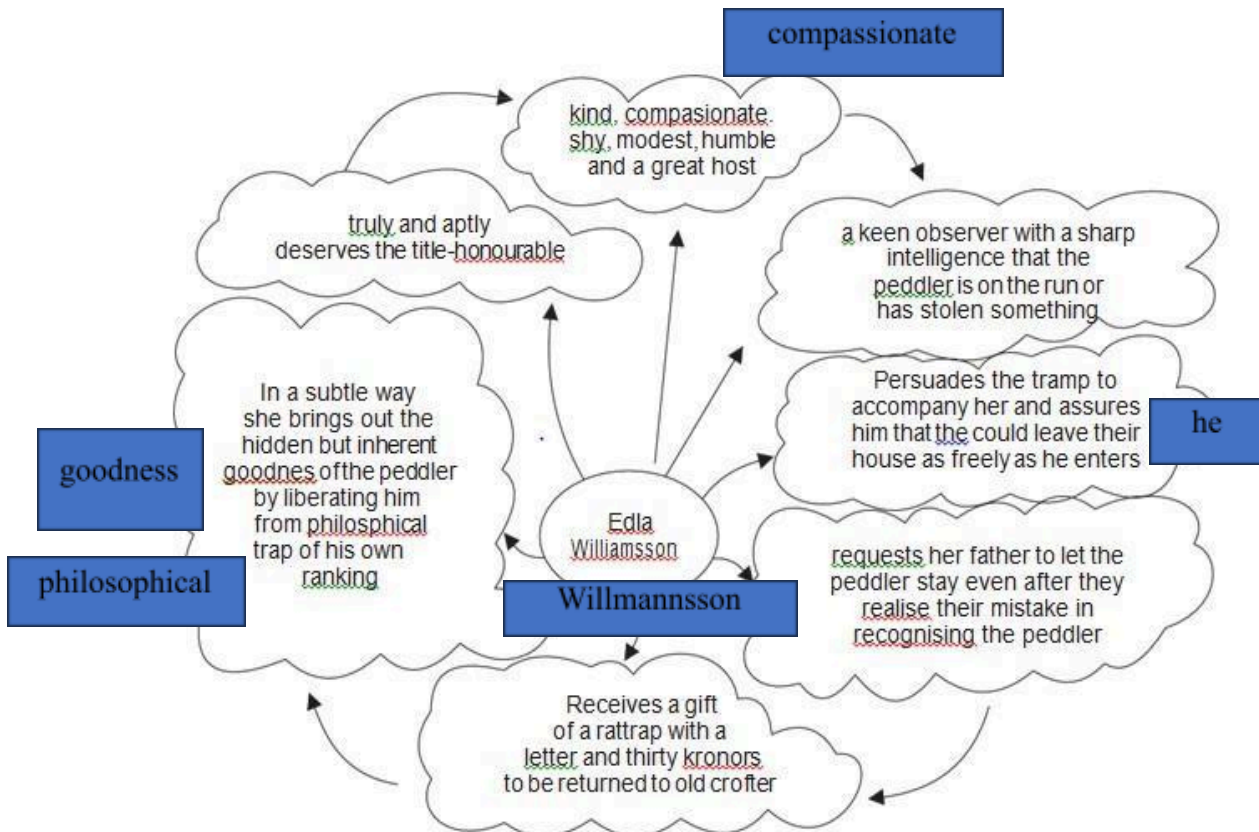 compassionate
kind, compasionate.
shy, modest, humble
and a great host
truly and aptly
deserves the title-honourable
a keen observer with a sharp
intelligence that the
peddler is on the run or
has stolen something
Persuades the tramp to
accompany her and assures
him that the could leave their
house as freely as he enters
he
In a subtle way
she brings out the
hidden but inherent
goodnes of the peddler
by liberating him
from philosphical
trap of his own
ranking
goodness
philosophical
Edla
Williamsson
Willmannsson
requests her father to let the
peddler stay even after they
realise their mistake in
recognising the peddler
Receives a gift
of a rattrap with a
letter and thirty kronors
to be returned to old crofter